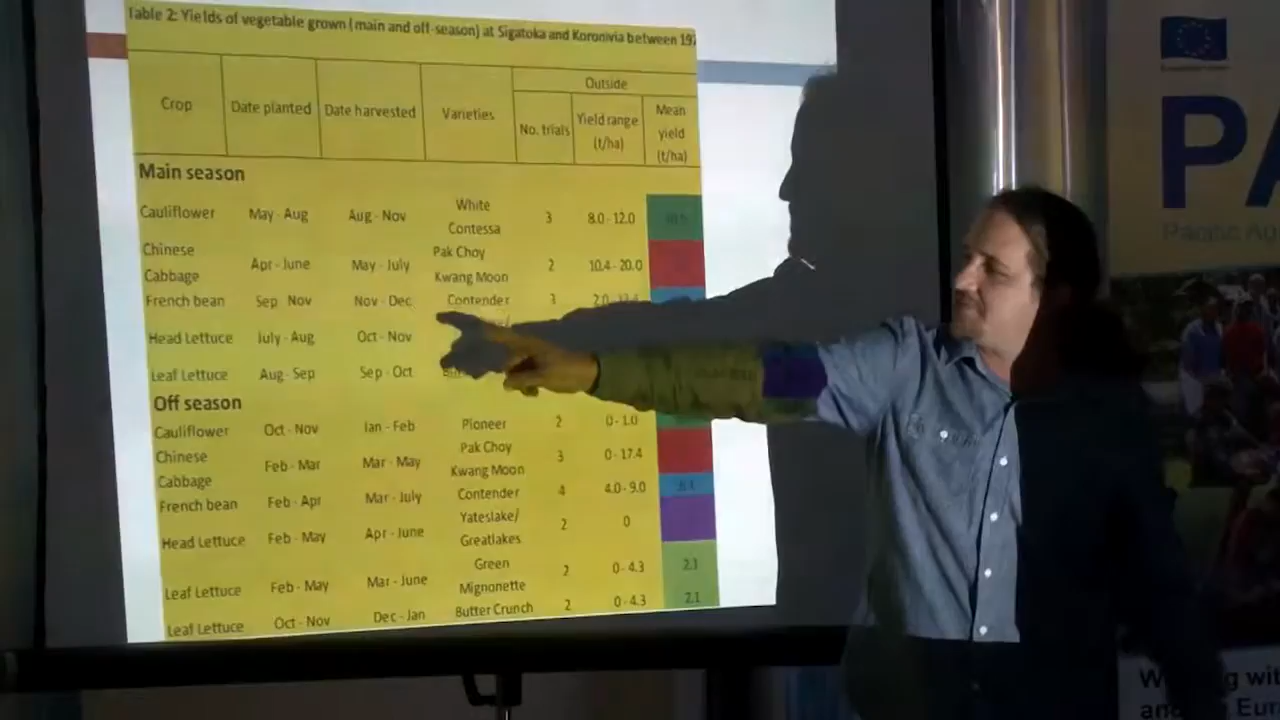 Table 2: Yields of vegetable grown (main and off-season) at Sigatoka and Koronivia between 197
Outside
Crop Date planted Date harvested Varieties No. trials Yield range (t/ha) Mean yield (t/ha)
Main season
Cauliflower May - Aug Aug - Nov White Contessa 3 8.0 - 12.0
Chinese Cabbage Apr - June May - July Pak Choy Kwang Moon 2 10.4 - 20.0
French bean Sep Nov Nov - Dec Contender 3 2.0
Head Lettuce July - Aug Oct - Nov
Leaf Lettuce Aug - Sep Sep - Oct
Off season
Cauliflower Oct - Nov Jan - Feb Pioneer 2 0 - 1.0
Chinese Cabbage Feb - Mar Mar - May Pak Choy Kwang Moon 3 0 - 17.4
French bean Feb - Apr Mar - July Contender 4 4.0 - 9.0
Head Lettuce Feb - May Apr - June Yateslake/ Greatlakes 2 0
Leaf Lettuce Feb - May Mar - June Green Mignonette 2 0 - 4.3 2.1
Leaf Lettuce Oct - Nov Dec - Jan Butter Crunch 2 0 - 4.3 2.1
PA
Pacific Au